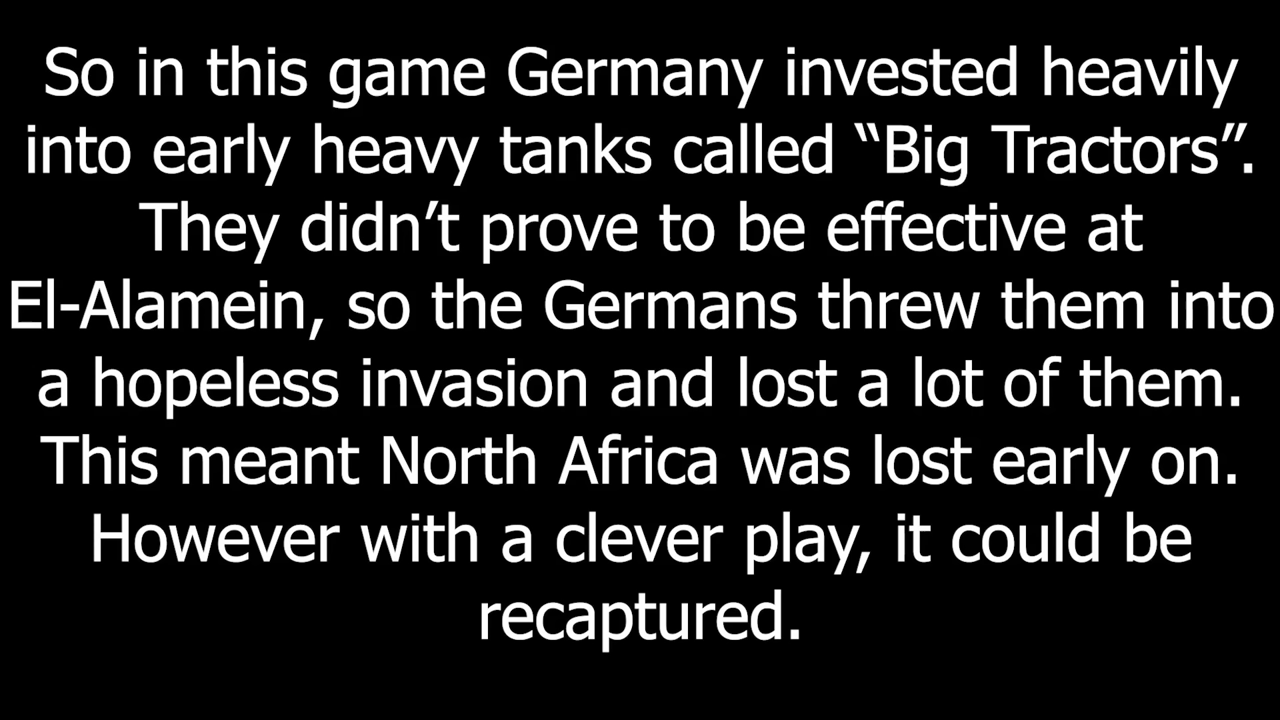 So in this game Germany invested heavily
into early heavy tanks called “Big Tractors”.
They didn’t prove to be effective at
El-Alamein, so the Germans threw them into
a hopeless invasion and lost a lot of them.
This meant North Africa was lost early on.
However with a clever play, it could be
recaptured.